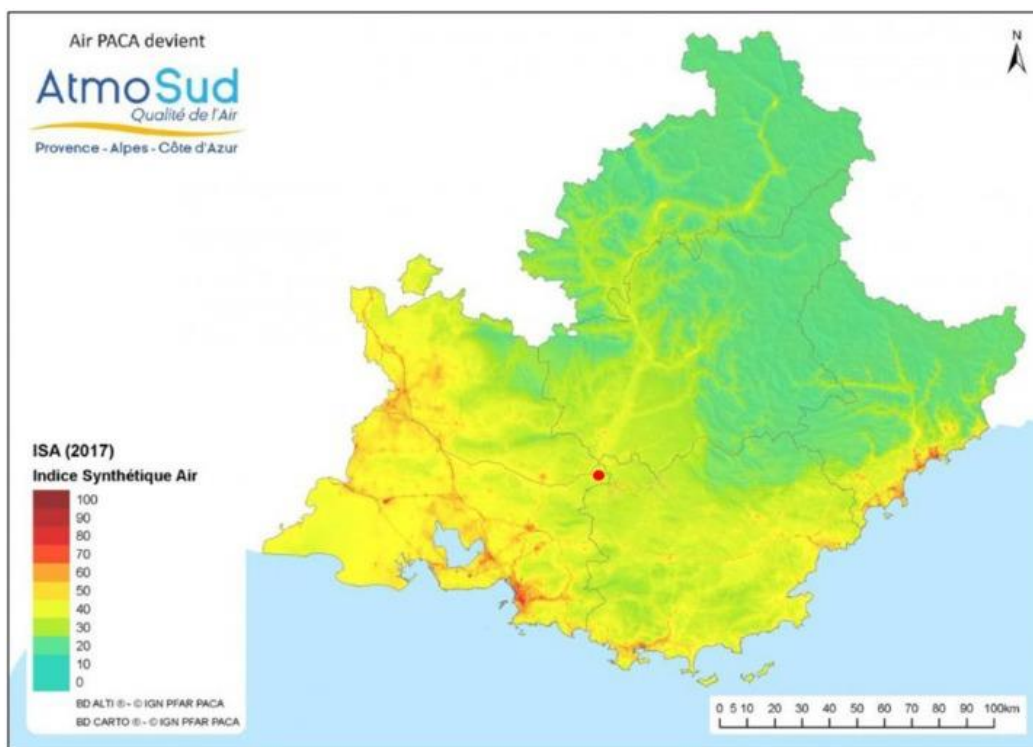 Air PACA devient
AtmoSud
Qualité de l'Air
Provence - Alpes - Côte d'Azur
N
ISA (2017)
Indice Synthétique Air
100
90
80
70
60
50
40
30
20
10
0
BD ALTI ® - © IGN PFAR PACA
BD CARTO ® - © IGN PFAR PACA
0 5 10 20 30 40 50 60 70 80 90 100km